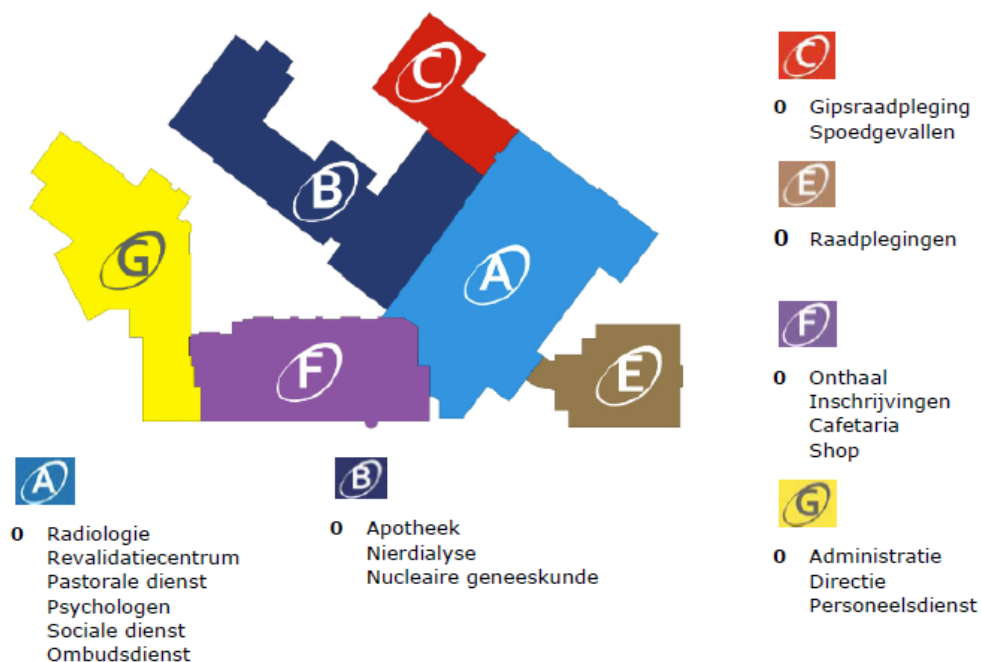 C
B
G
A
F
E
C
0 Gipsraadpleging
Spoedgevallen
E
0 Raadplegingen
F
0 Onthaal
Inschrijvingen
Cafetaria
Shop
A
0 Radiologie
Revalidatiecentrum
Pastorale dienst
Psychologen
Sociale dienst
Ombudsdienst
B
0 Apotheek
Nierdialyse
Nucleaire geneeskunde
G
0 Administratie
Directie
Personeelsdienst